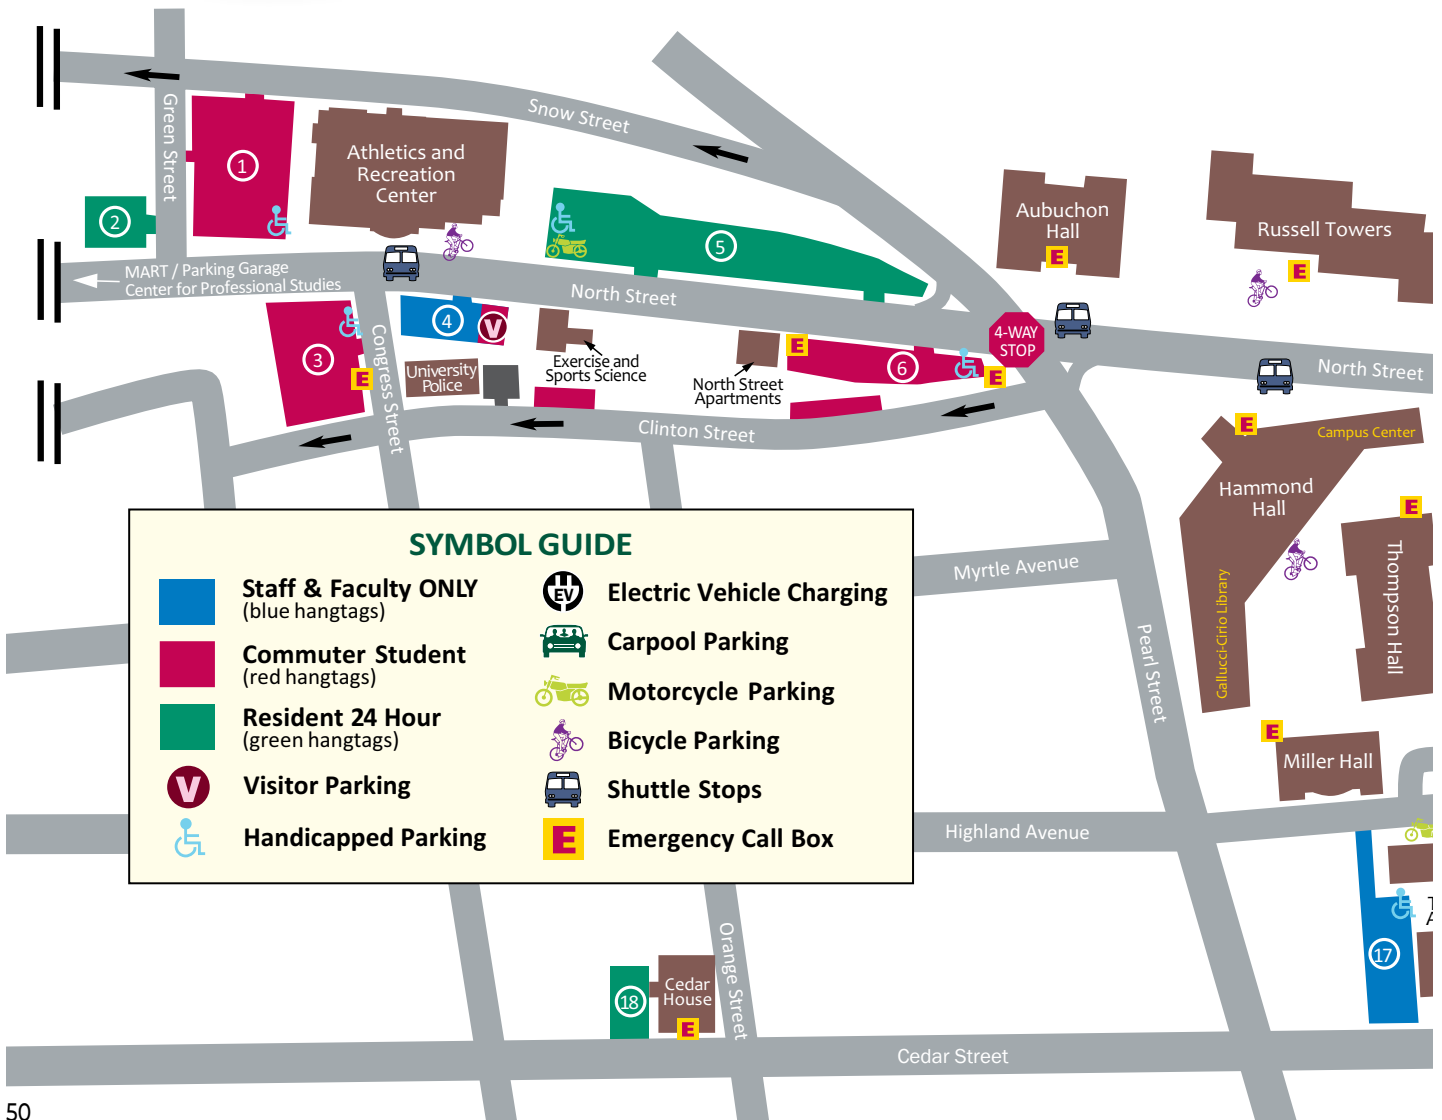 Snow Street
Green Street
1
Athletics and
Recreation
Center
2
5
Aubuchon
Hall
E
Russell Towers
E
MART / Parking Garage
Center for Professional Studies
North Street
4
V
3
E
Congress Street
University
Police
Exercise and
Sports Science
North Street
Apartments
E
6
E
4-WAY
STOP
North Street
Clinton Street
E
Campus Center
Hammond
Hall
E
Gallucci-Cirio Library
Thompson Hall
Myrtle Avenue
Pearl Street
E
Miller Hall
Highland Avenue
SYMBOL GUIDE
Staff & Faculty ONLY
(blue hangtags)
Commuter Student
(red hangtags)
Resident 24 Hour
(green hangtags)
V
Visitor Parking
Handicapped Parking
EV
Electric Vehicle Charging
Carpool Parking
Motorcycle Parking
Bicycle Parking
Shuttle Stops
E
Emergency Call Box
17
18
Cedar
House
E
Orange Street
Cedar Street
50